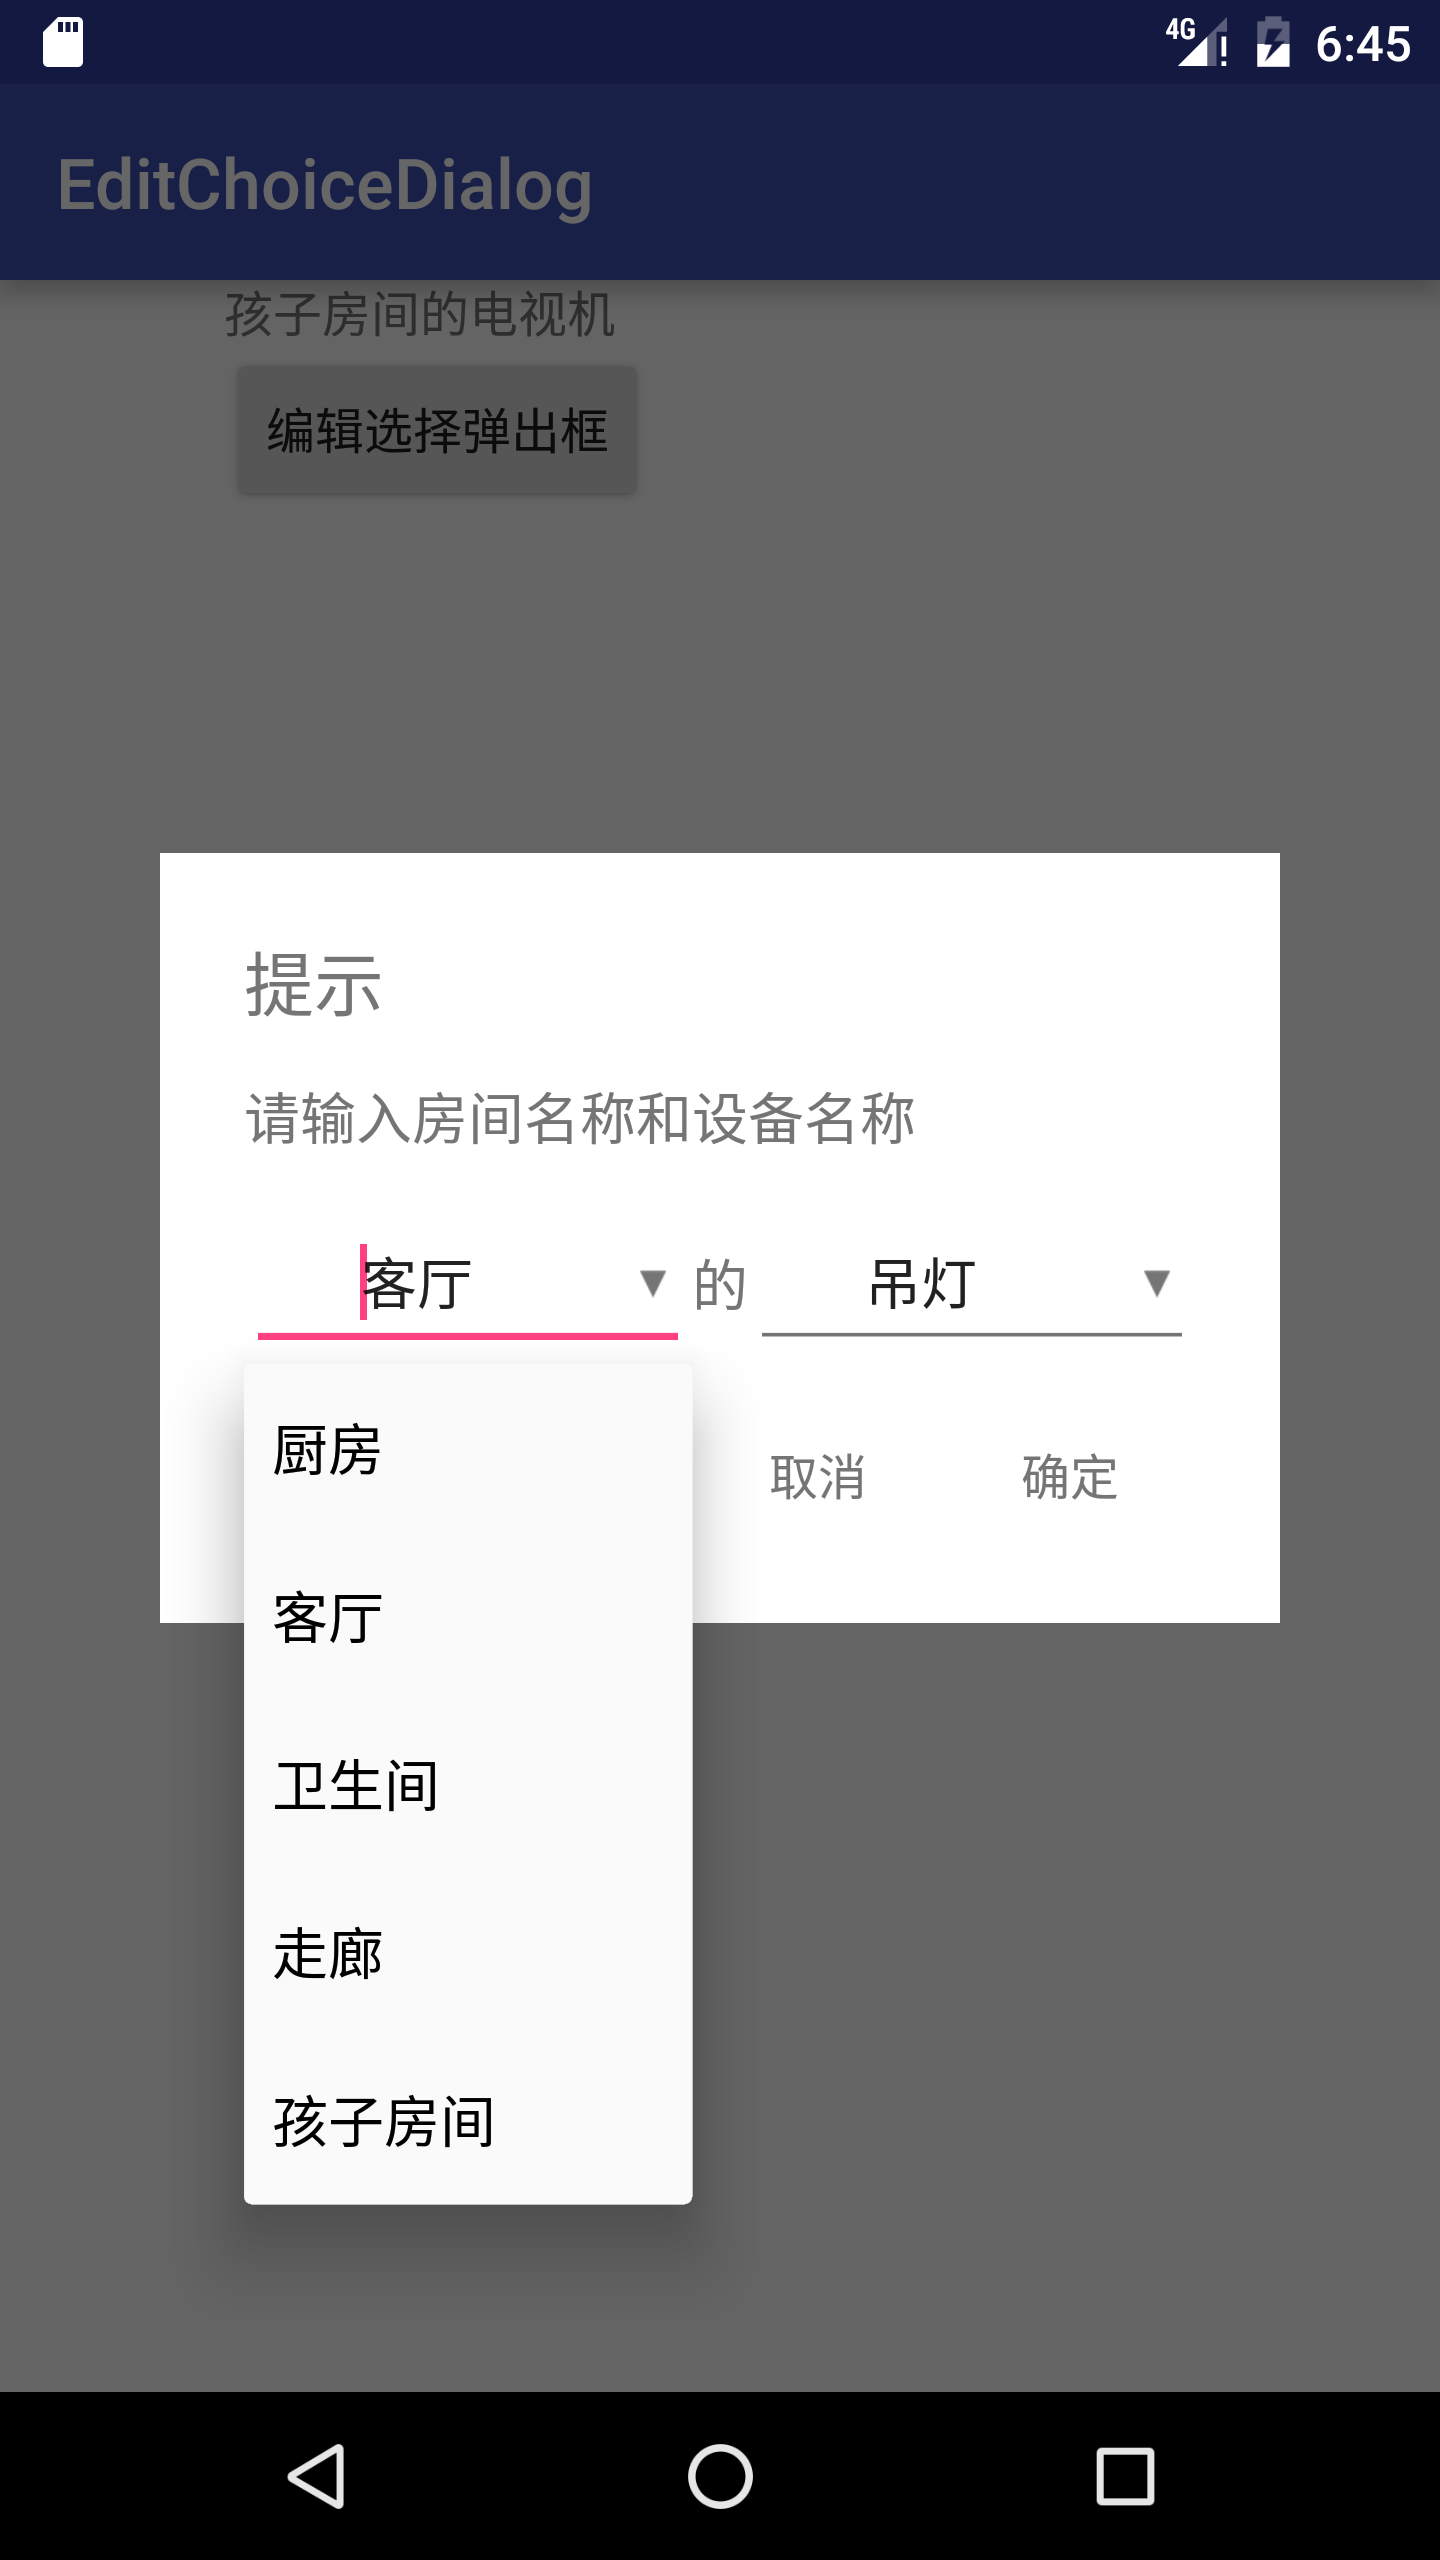 4G 6:45
EditChoiceDialog
孩子房间的电视机
编辑选择弹出框
提示
请输入房间名称和设备名称
客厅 的 吊灯
厨房
取消 确定
客厅
卫生间
走廊
孩子房间